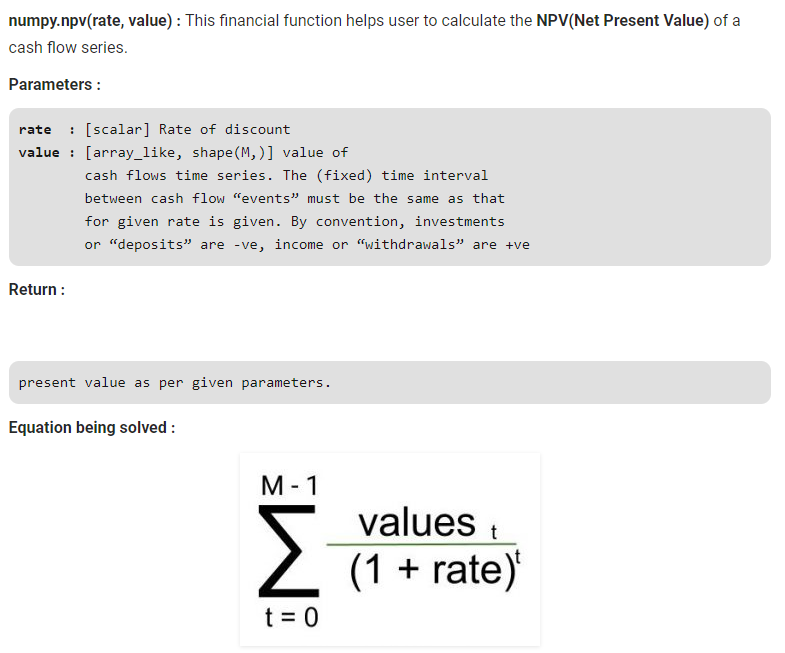 numpy.npv(rate, value) : This financial function helps user to calculate the NPV(Net Present Value) of a
cash flow series.
Parameters :
rate  : [scalar] Rate of discount
value : [array_like, shape(M,)] value of
cash flows time series. The (fixed) time interval
between cash flow “events” must be the same as that
for given rate is given. By convention, investments
or “deposits” are -ve, income or “withdrawals” are +ve
Return :
present value as per given parameters.
Equation being solved :
M - 1
∑
values t
(1 + rate)^t
t = 0